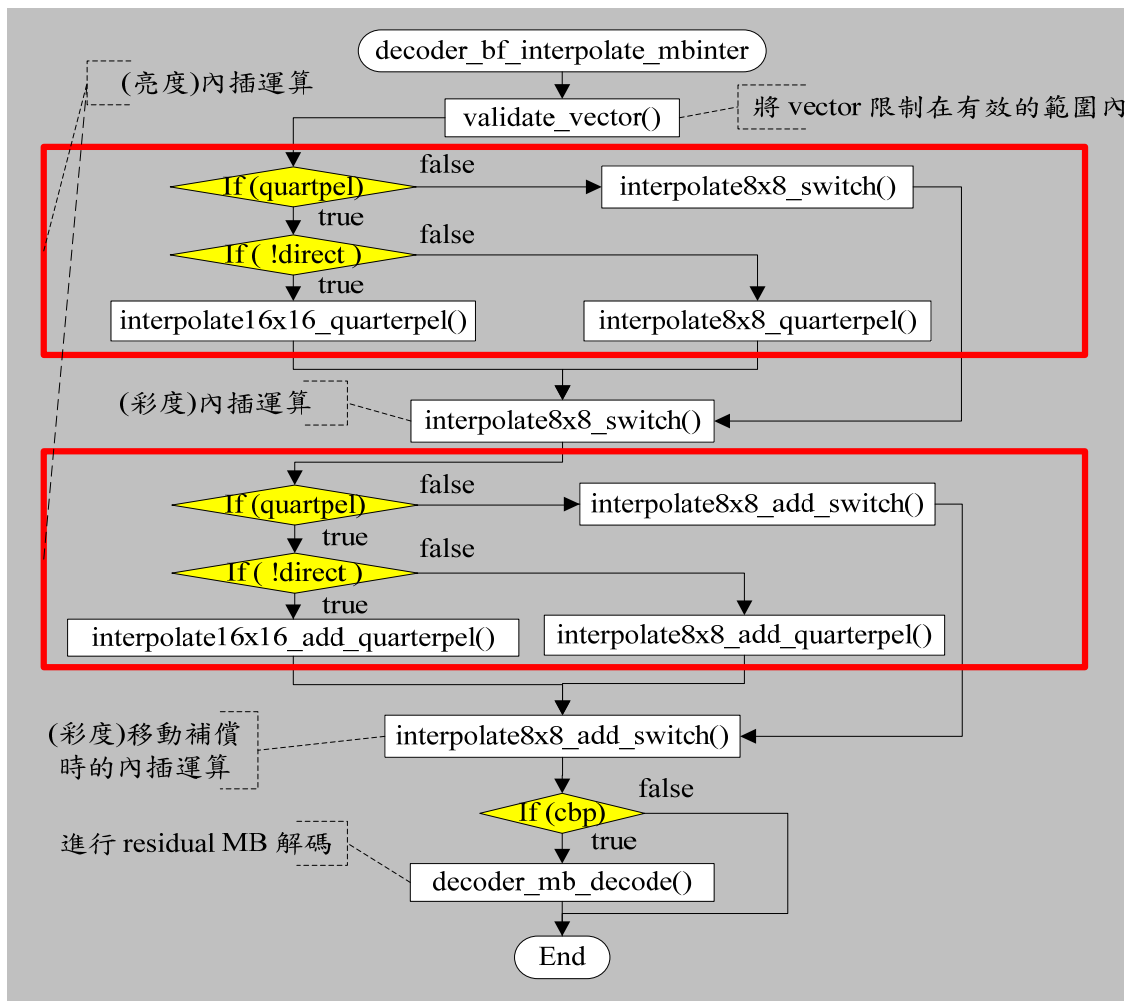 decoder_bf_interpolate_mbinter
(亮度)內插運算
validate_vector()
將 vector 限制在有效的範圍內
If (quartpel)
false
interpolate8x8_switch()
true
If ( !direct )
false
true
interpolate16x16_quarterpel()
interpolate8x8_quarterpel()
(彩度)內插運算
interpolate8x8_switch()
If (quartpel)
false
interpolate8x8_add_switch()
true
If ( !direct )
false
true
interpolate16x16_add_quarterpel()
interpolate8x8_add_quarterpel()
(彩度)移動補償
時的內插運算
interpolate8x8_add_switch()
If (cbp)
false
true
進行 residual MB 解碼
decoder_mb_decode()
End